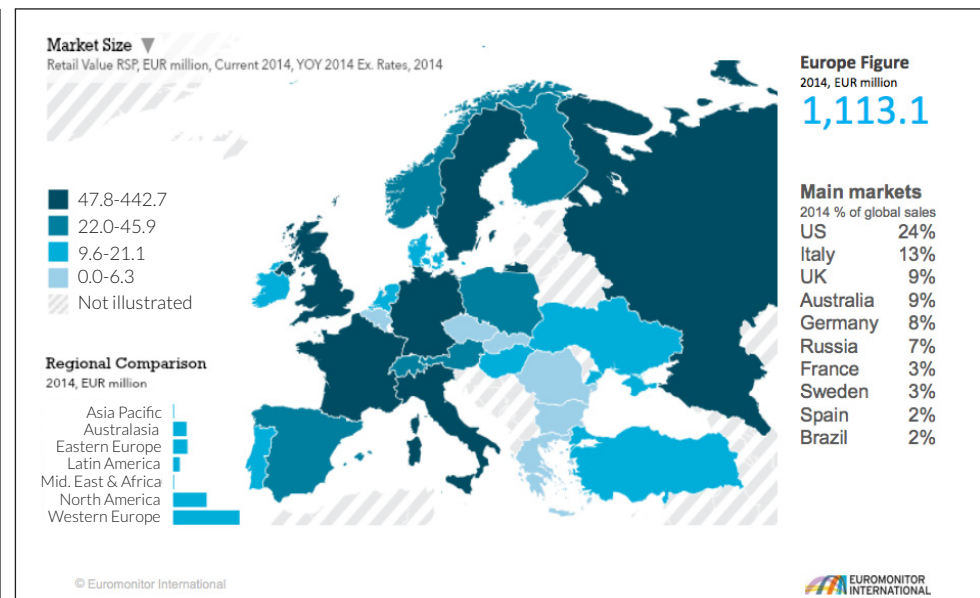 Market Size ▼
Retail Value RSP, EUR million, Current 2014, YOY 2014 Ex. Rates, 2014
47.8-442.7
22.0-45.9
9.6-21.1
0.0-6.3
Not illustrated
Regional Comparison
2014, EUR million
Asia Pacific
Australasia
Eastern Europe
Latin America
Mid. East & Africa
North America
Western Europe
© Euromonitor International
Europe Figure
2014, EUR million
1,113.1
Main markets
2014 % of global sales
US 24%
Italy 13%
UK 9%
Australia 9%
Germany 8%
Russia 7%
France 3%
Sweden 3%
Spain 2%
Brazil 2%
EUROMONITOR
INTERNATIONAL